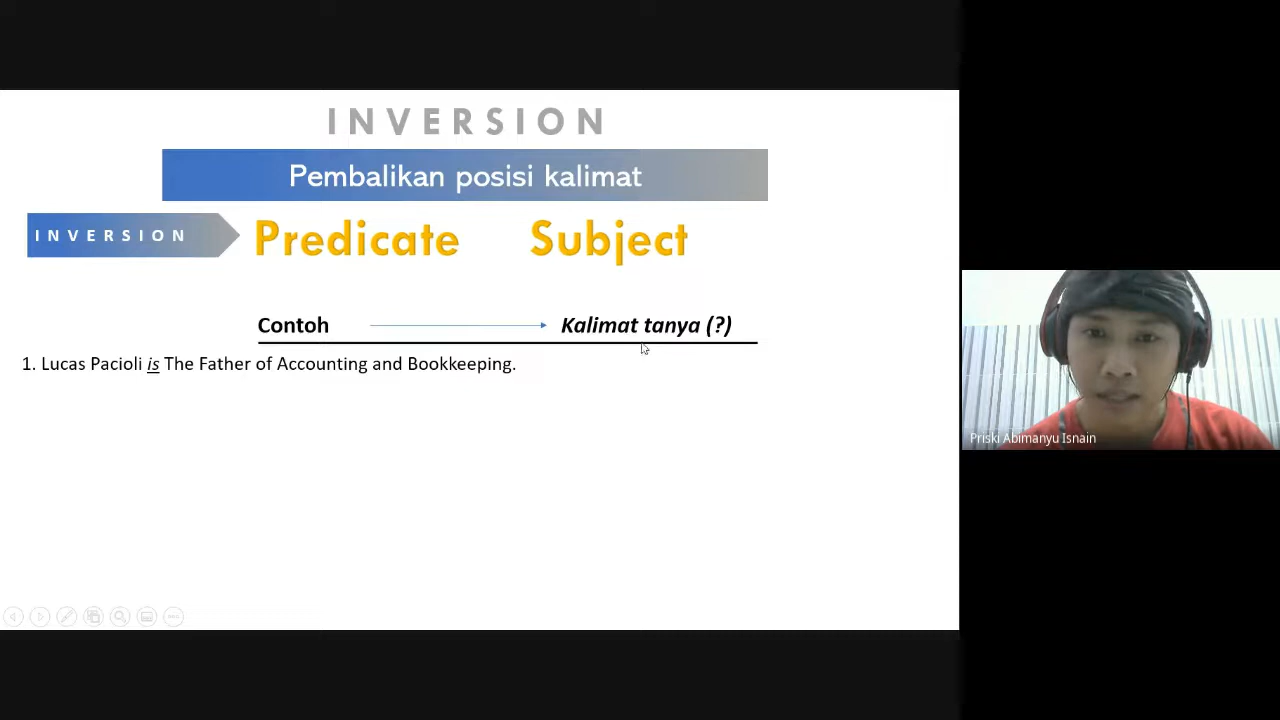 INVERSION
Pembalikan posisi kalimat
INVERSION
Predicate Subject
Contoh Kalimat tanya (?)
1. Lucas Pacioli is The Father of Accounting and Bookkeeping.
Priski Abimanyu Isnain